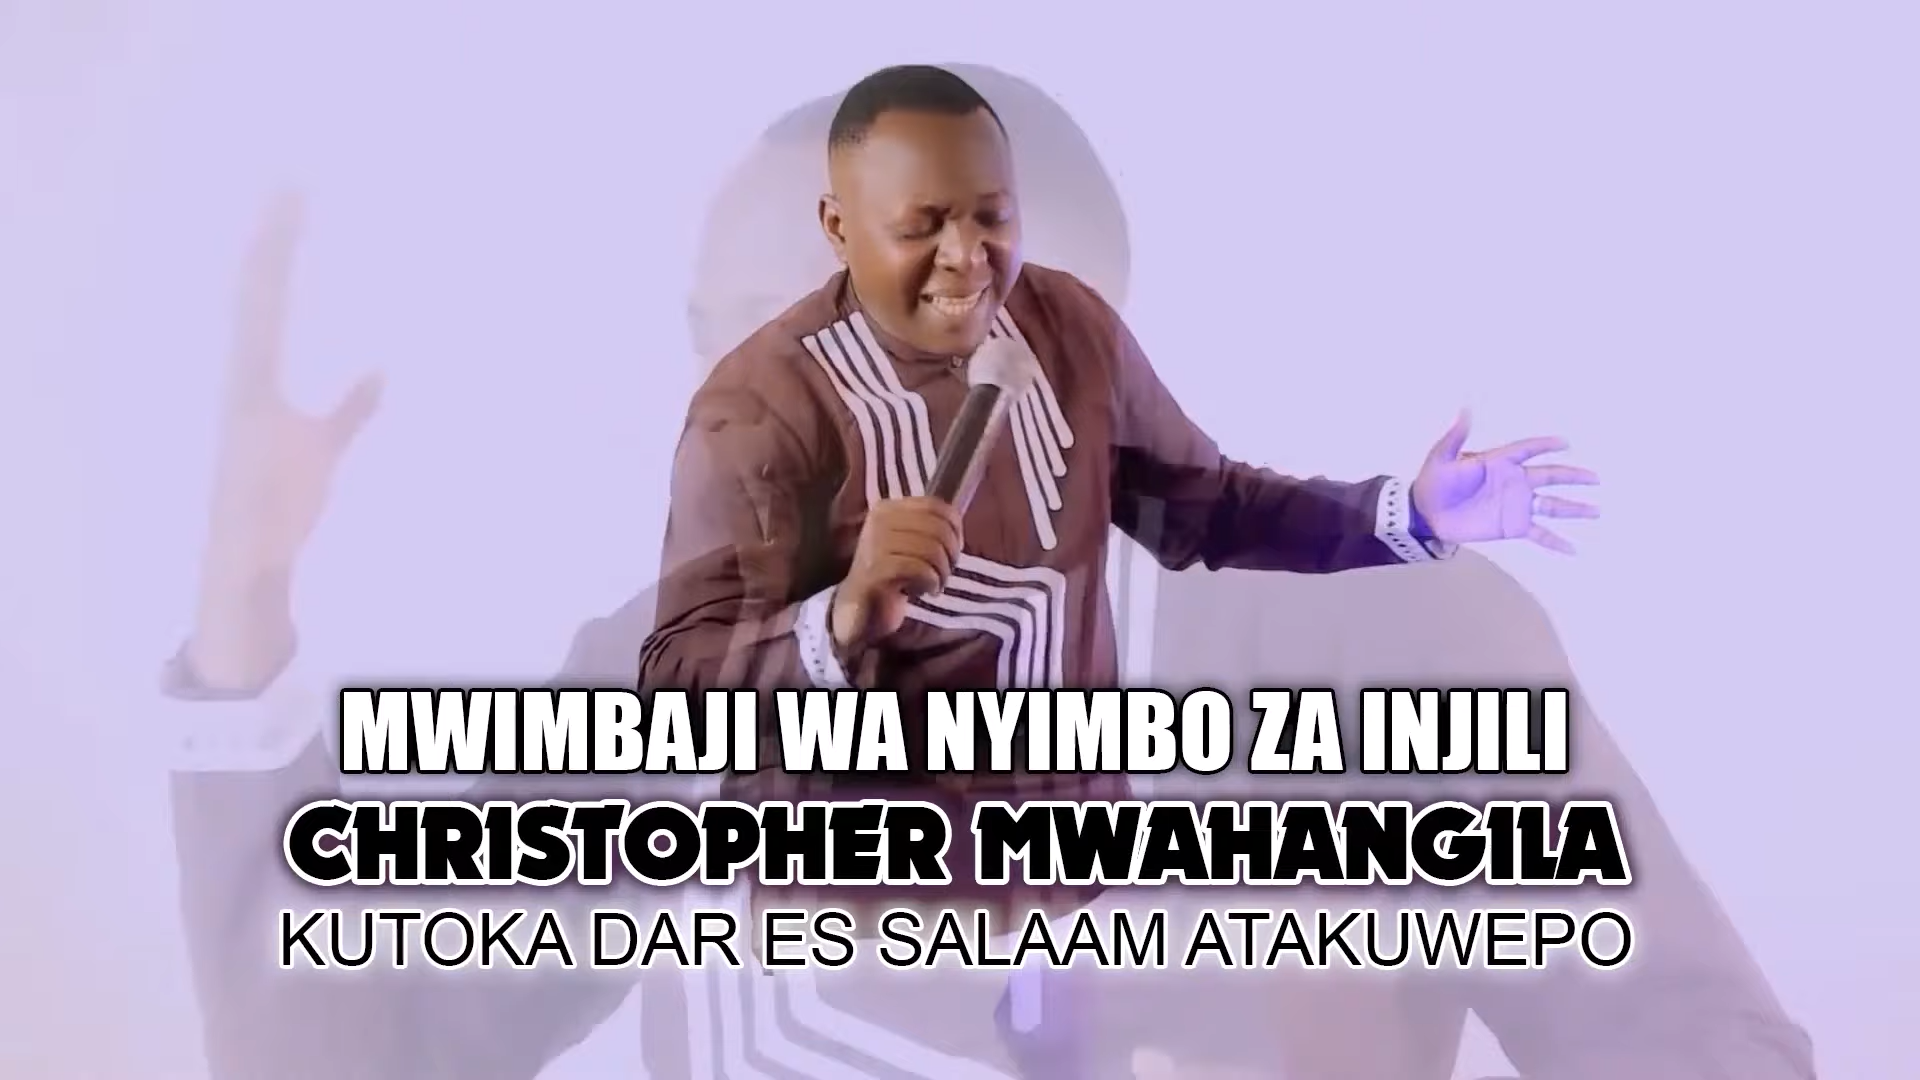 MWIMBAJI WA NYIMBO ZA INJILI
CHRISTOPHER MWAHANGILA
KUTOKA DAR ES SALAAM ATAKUWEPO